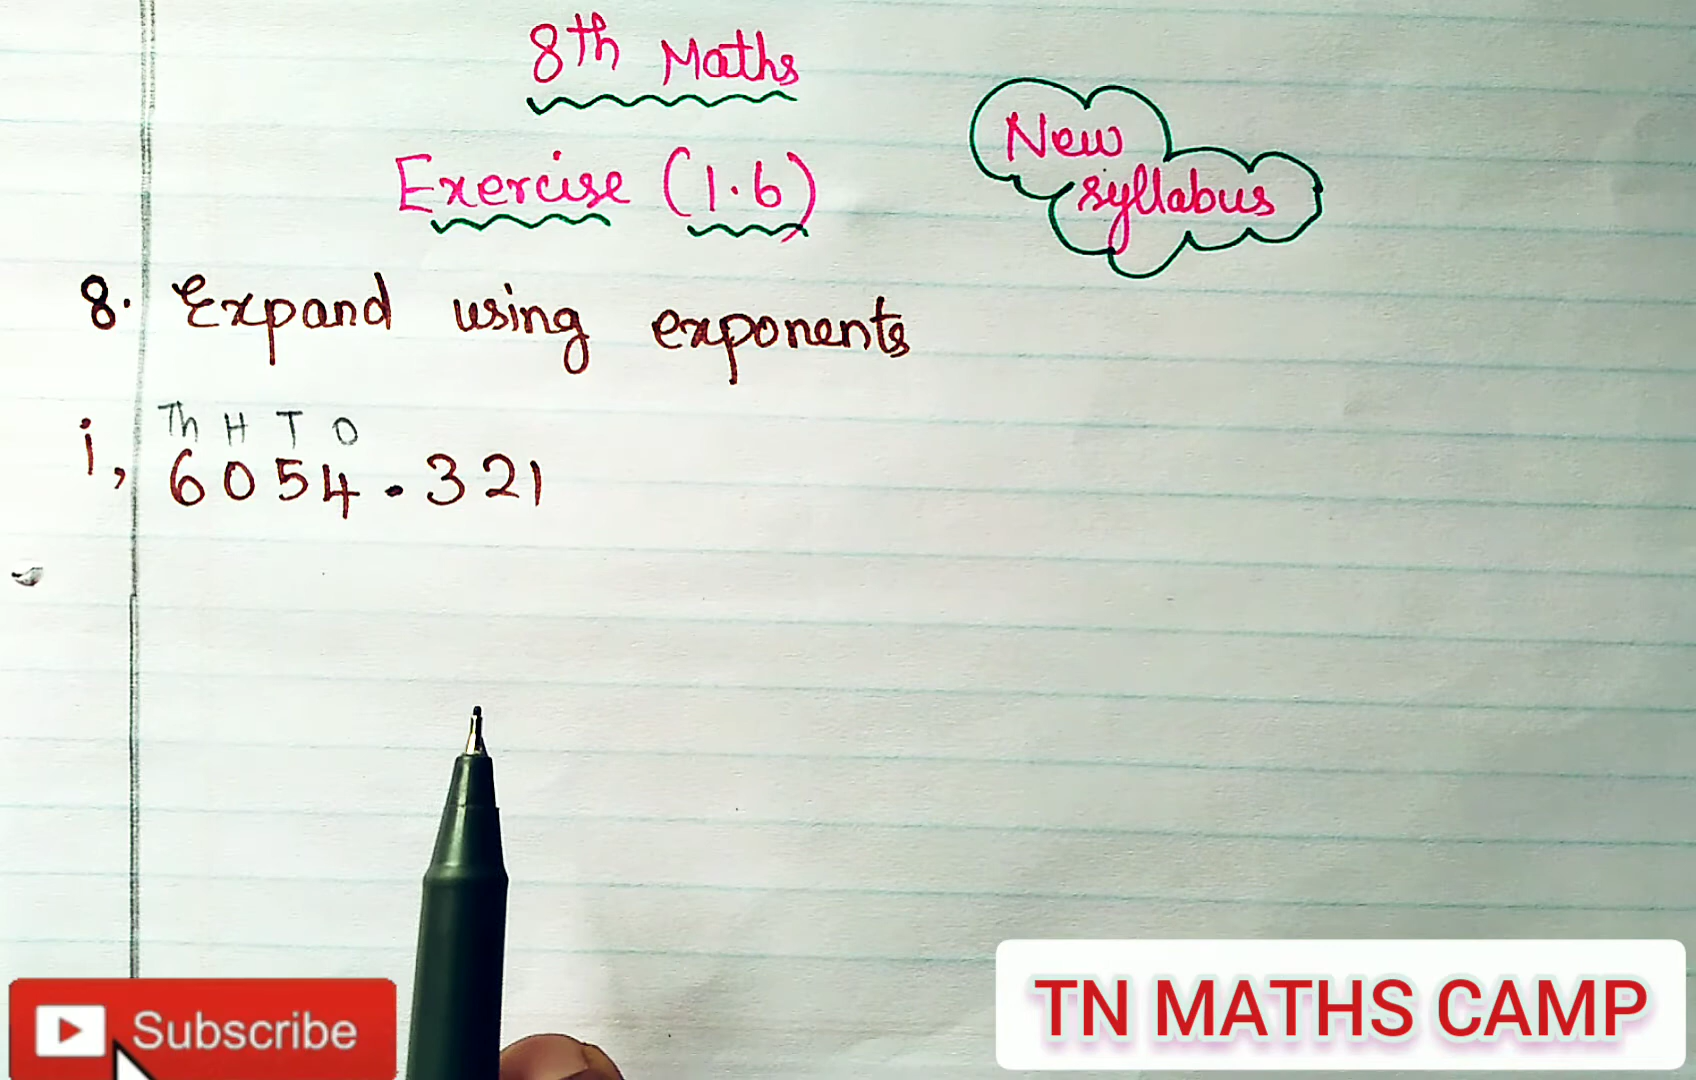 8th Maths
Exercise (1.6)
New
syllabus
8. Expand using exponents
Th H T O
i, 6054.321
Subscribe
TN MATHS CAMP